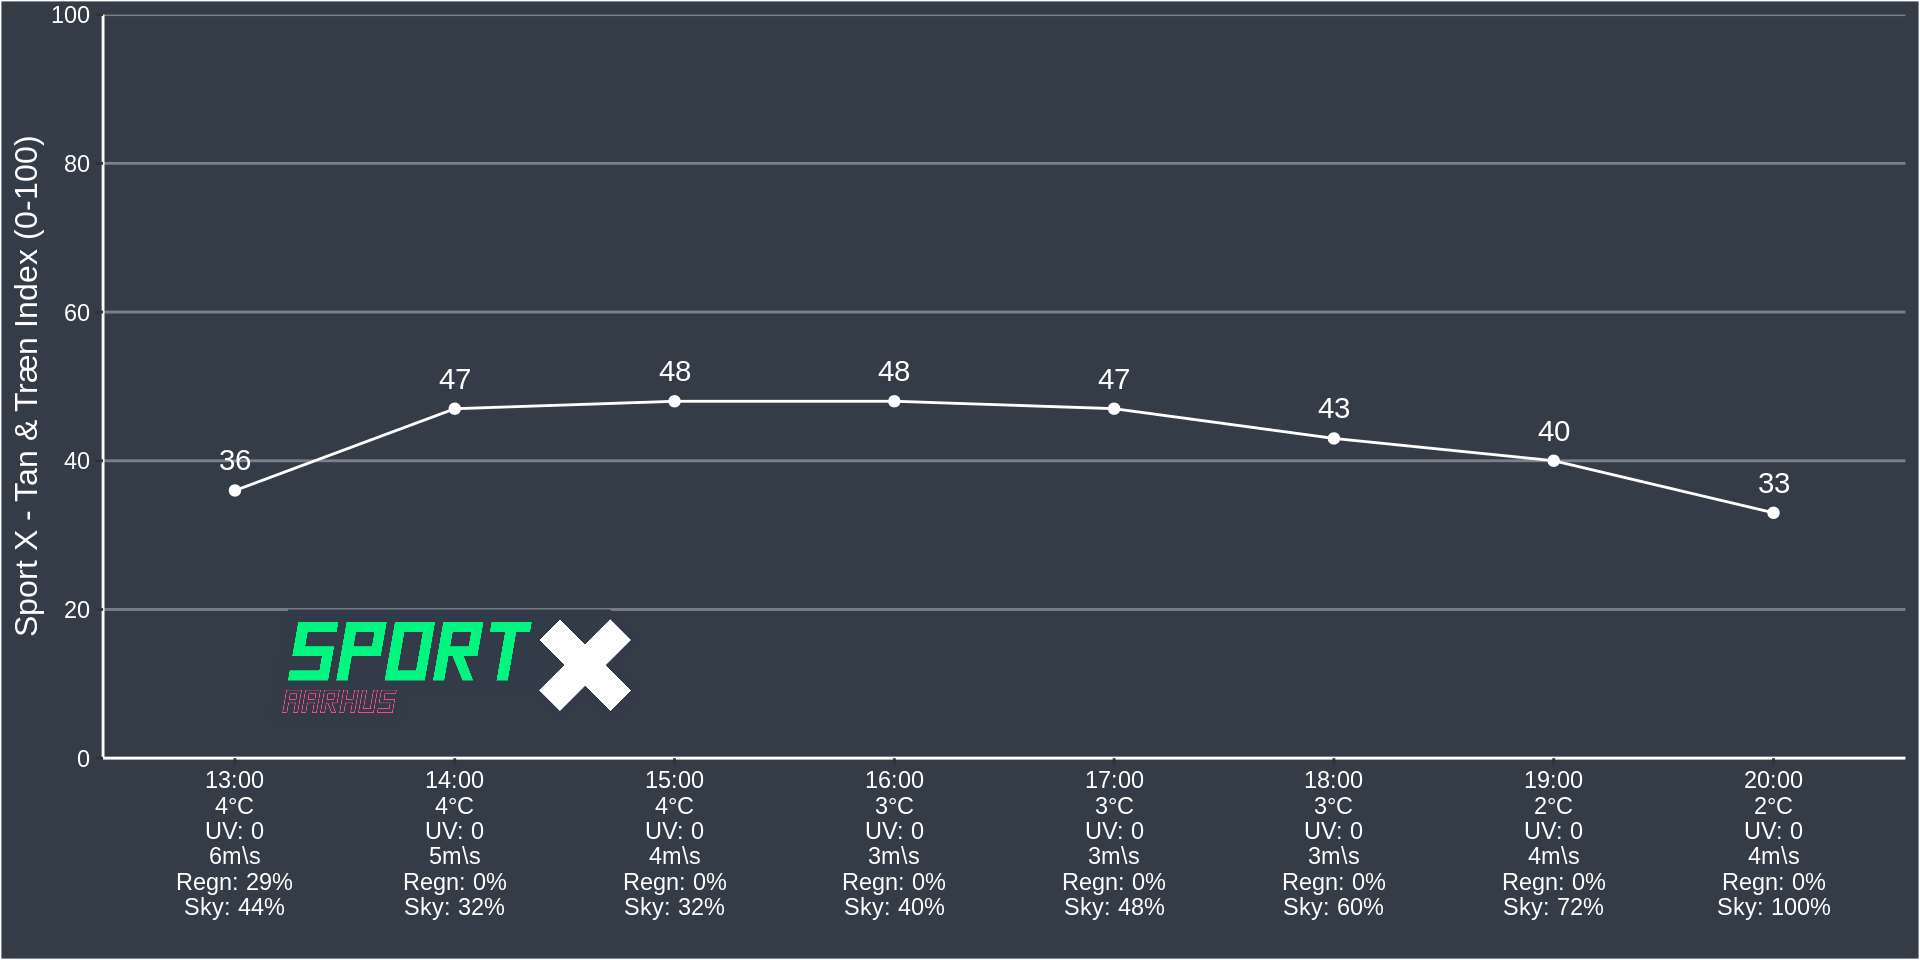 Sport X - Tan & Træn Index (0-100)
100
80
60
40
20
0
36
47
48
48
47
43
40
33
SPORT X
AARHUS
13:00 14:00 15:00 16:00 17:00 18:00 19:00 20:00
4°C 4°C 4°C 3°C 3°C 3°C 2°C 2°C
UV: 0 UV: 0 UV: 0 UV: 0 UV: 0 UV: 0 UV: 0 UV: 0
6m\s 5m\s 4m\s 3m\s 3m\s 3m\s 4m\s 4m\s
Regn: 29% Regn: 0% Regn: 0% Regn: 0% Regn: 0% Regn: 0% Regn: 0% Regn: 0%
Sky: 44% Sky: 32% Sky: 32% Sky: 40% Sky: 48% Sky: 60% Sky: 72% Sky: 100%